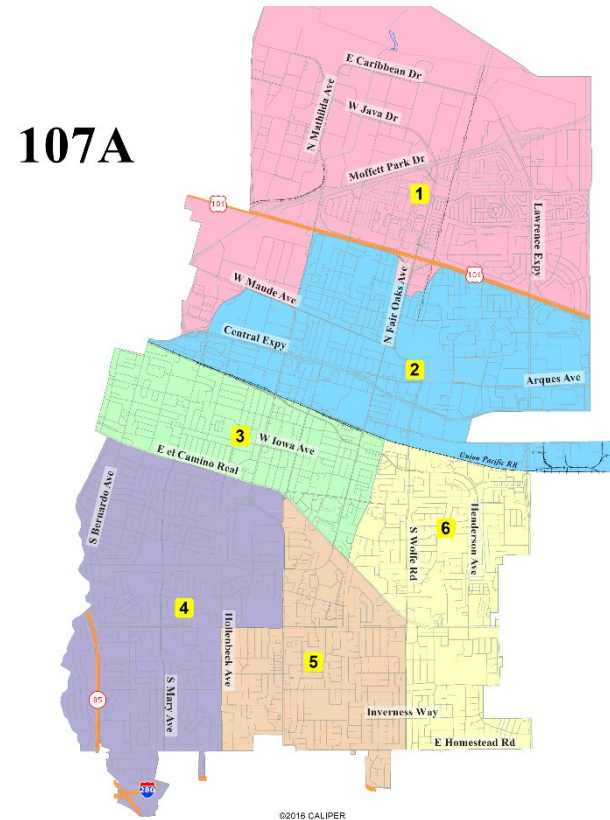 107A
E Caribbean Dr
N Mathilda Ave
W Java Dr
Moffett Park Dr
1
101
Lawrence Expy
101
W Maude Ave
N Fair Oaks Ave
Central Expy
2
Arques Ave
3
W Iowa Ave
E el Camino Real
Union Pacific RR
S Bernardo Ave
S Wolfe Rd
6
Henderson Ave
4
Hollenbeck Ave
5
85
S Mary Ave
Inverness Way
E Homestead Rd
280
©2016 CALIPER